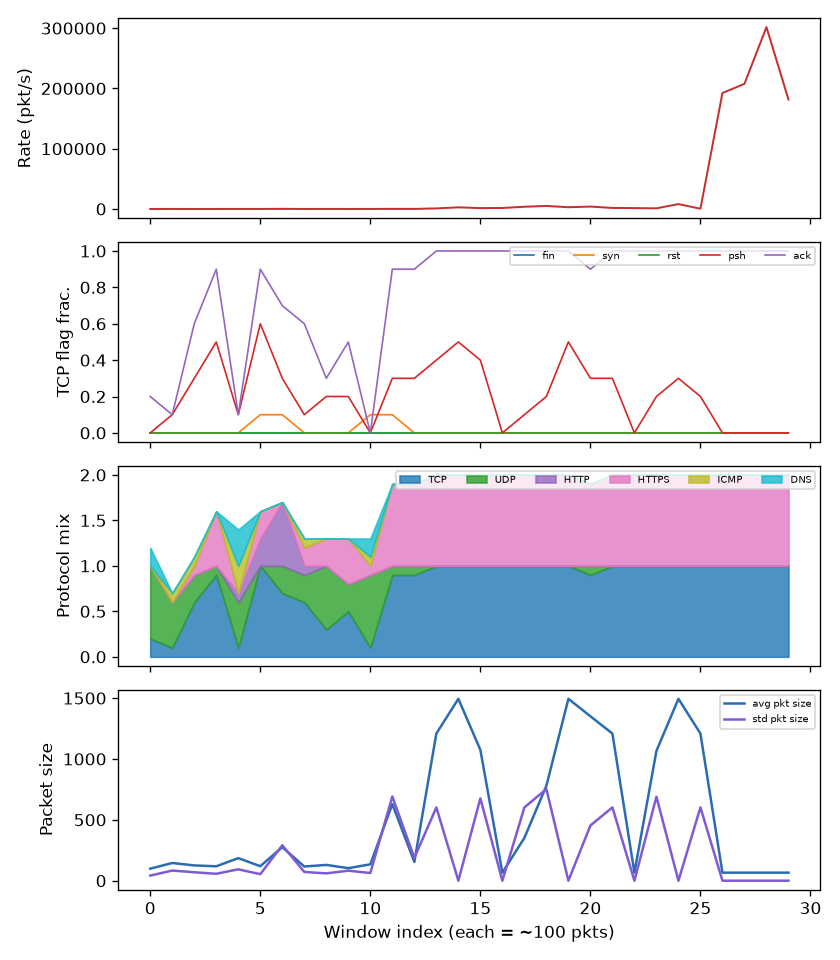 300000
200000
100000
0
Rate (pkt/s)
1.0
0.8
0.6
0.4
0.2
0.0
TCP flag frac.
fin syn rst psh ack
2.0
1.5
1.0
0.5
0.0
Protocol mix
TCP UDP HTTP HTTPS ICMP DNS
1500
1000
500
0
Packet size
avg pkt size
std pkt size
0 5 10 15 20 25 30
Window index (each = ~100 pkts)